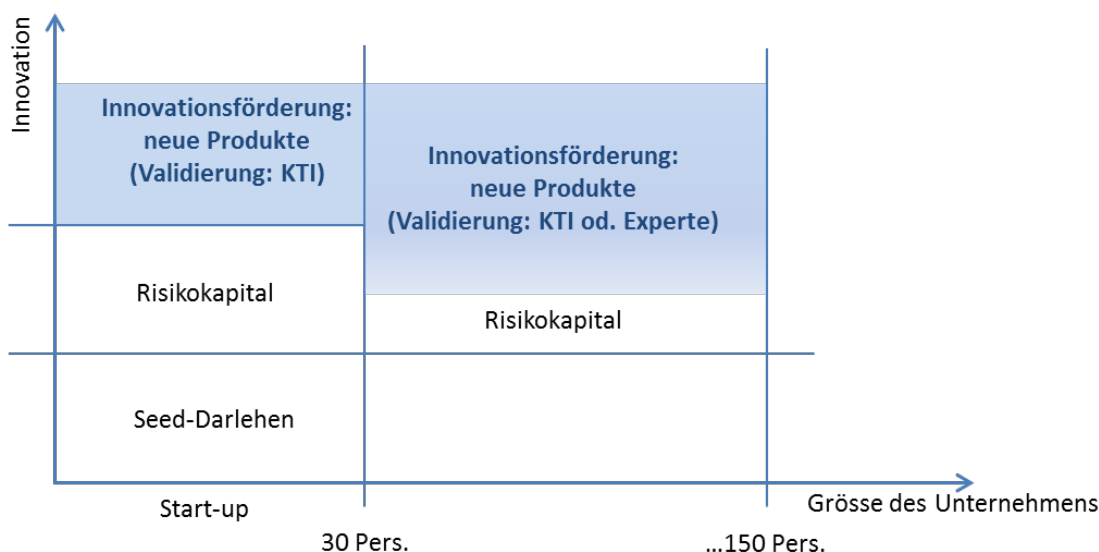 Innovation
Innovationsförderung:
neue Produkte
(Validierung: KTI)
Innovationsförderung:
neue Produkte
(Validierung: KTI od. Experte)
Risikokapital
Risikokapital
Seed-Darlehen
Start-up
Grösse des Unternehmens
30 Pers.
...150 Pers.